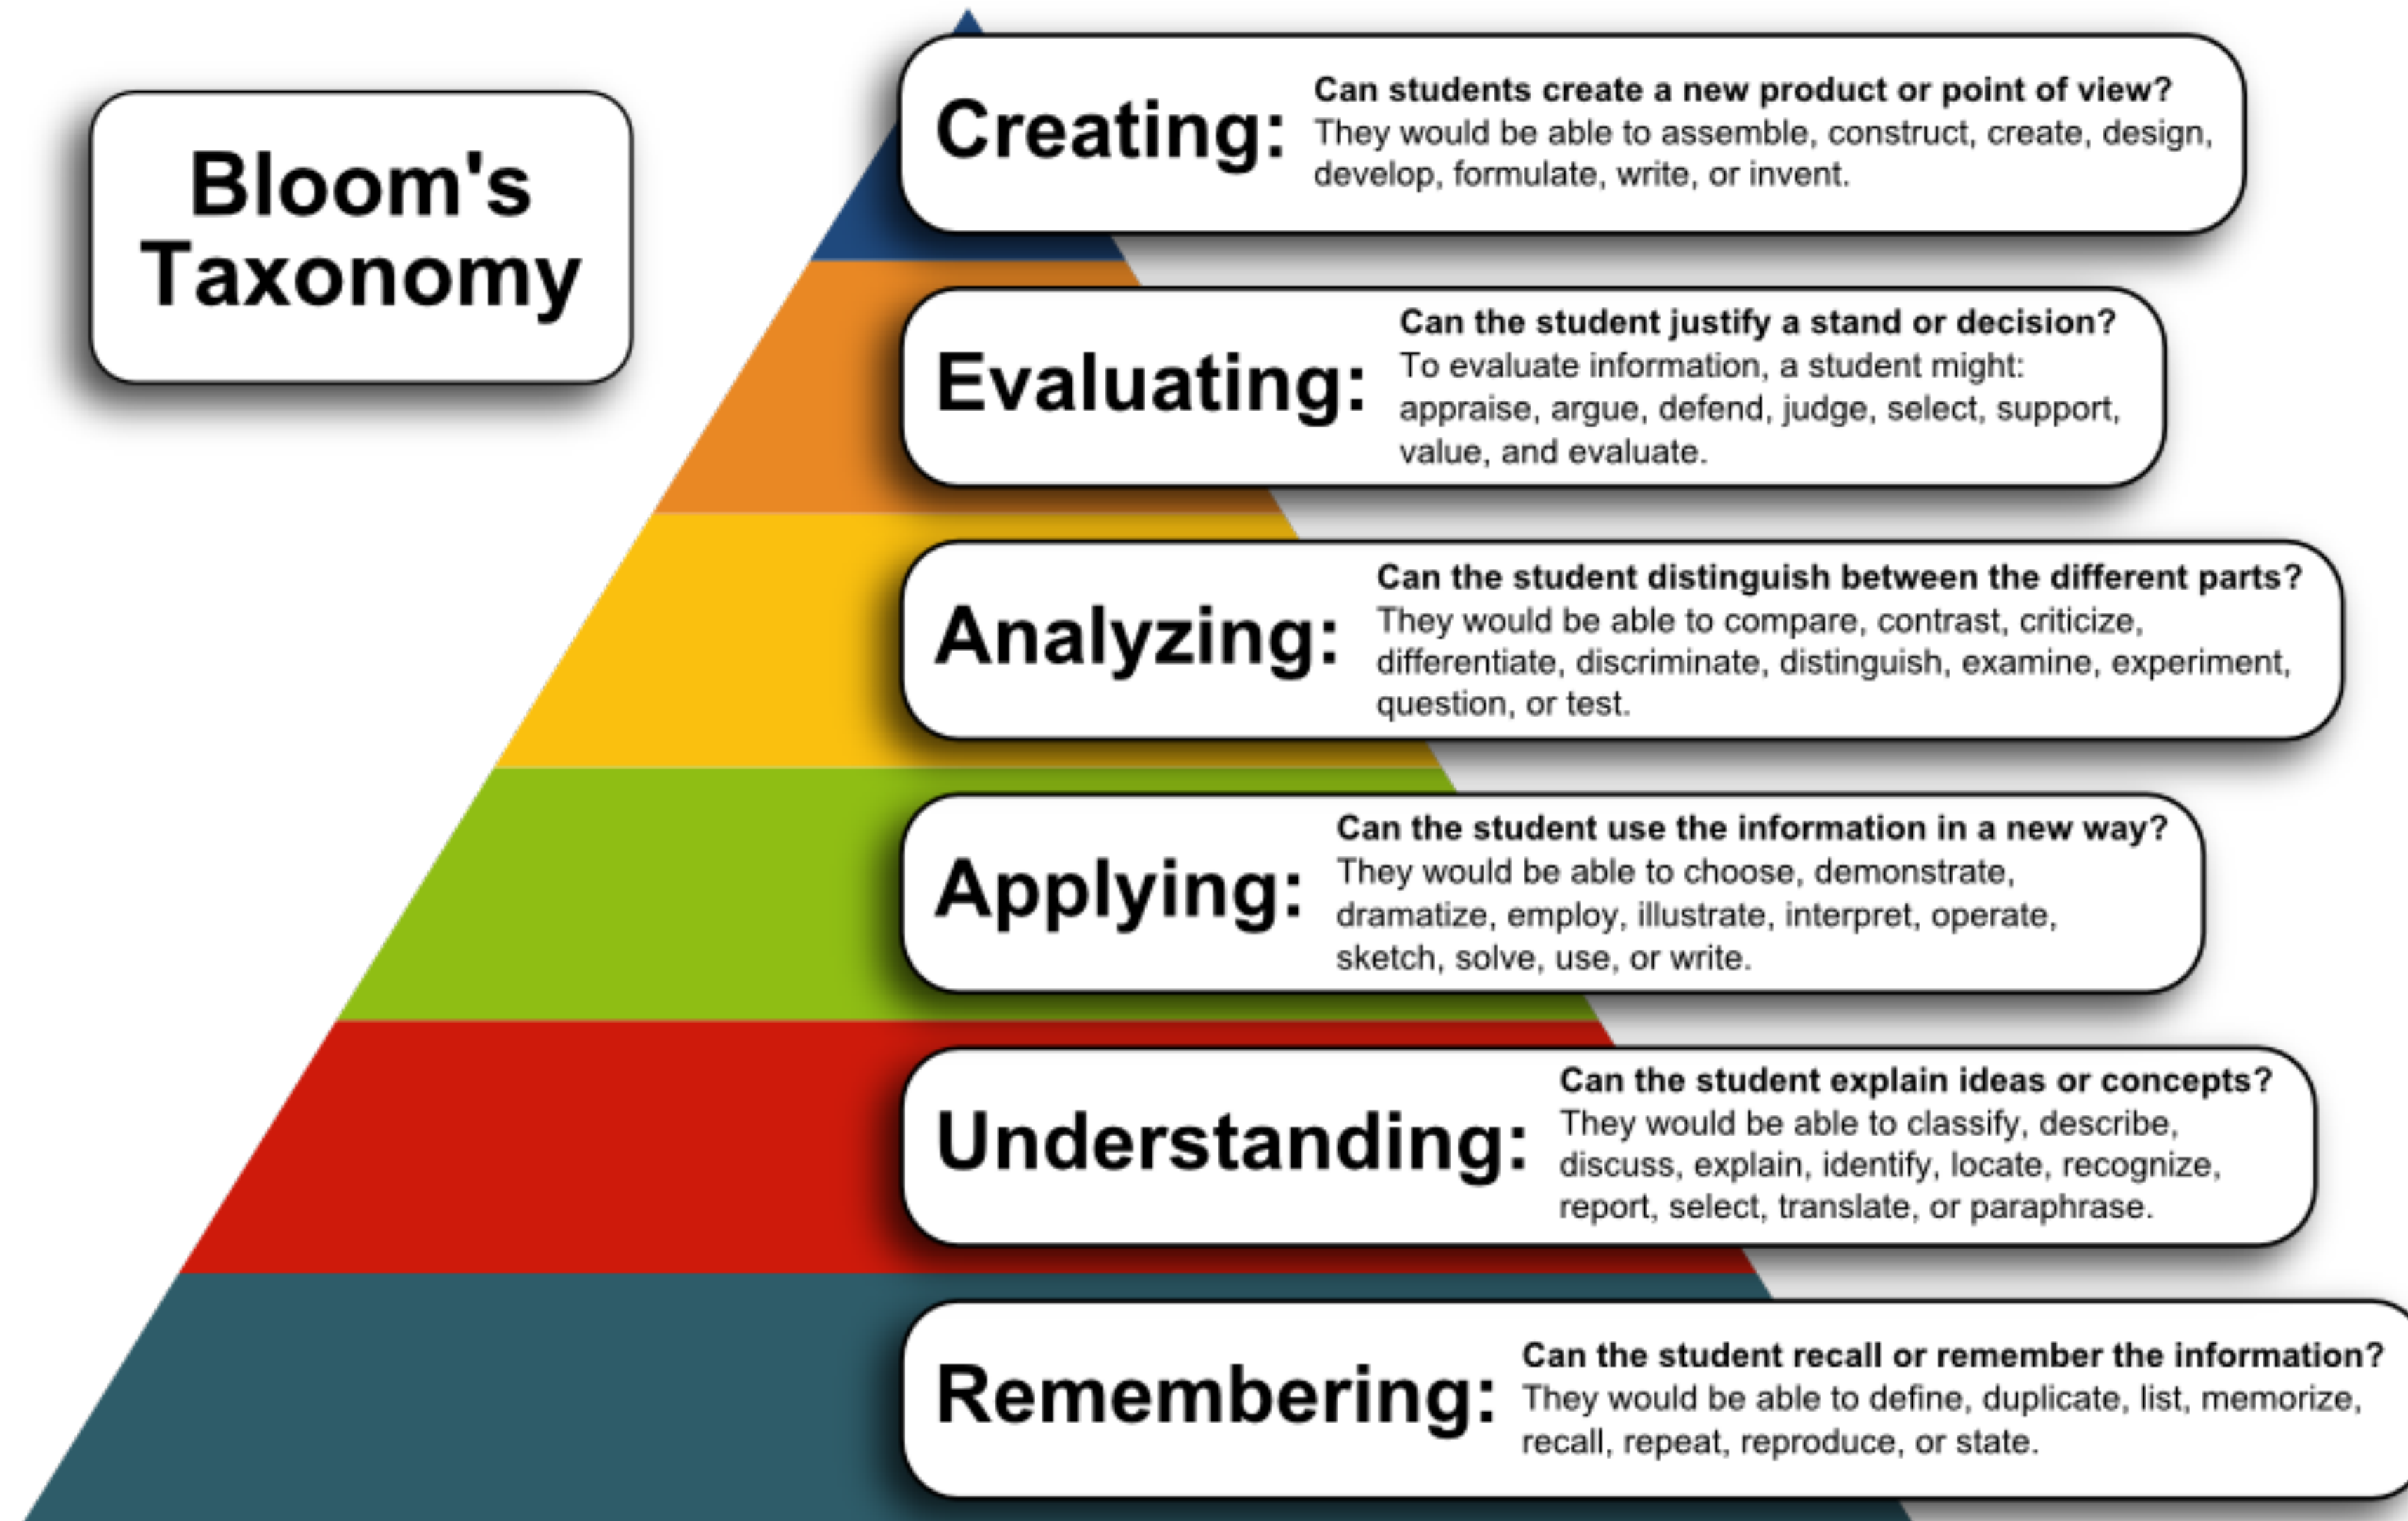 Bloom's
Taxonomy
Creating:
Can students create a new product or point of view?
They would be able to assemble, construct, create, design,
develop, formulate, write, or invent.
Evaluating:
Can the student justify a stand or decision?
To evaluate information, a student might:
appraise, argue, defend, judge, select, support,
value, and evaluate.
Analyzing:
Can the student distinguish between the different parts?
They would be able to compare, contrast, criticize,
differentiate, discriminate, distinguish, examine, experiment,
question, or test.
Applying:
Can the student use the information in a new way?
They would be able to choose, demonstrate,
dramatize, employ, illustrate, interpret, operate,
sketch, solve, use, or write.
Understanding:
Can the student explain ideas or concepts?
They would be able to classify, describe,
discuss, explain, identify, locate, recognize,
report, select, translate, or paraphrase.
Remembering:
Can the student recall or remember the information?
They would be able to define, duplicate, list, memorize,
recall, repeat, reproduce, or state.